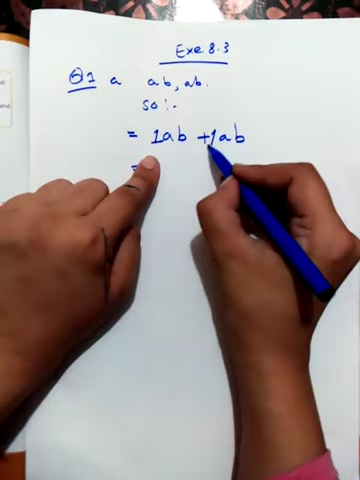 Exe 8.3
Q1 a ab, ab.
So :-
= 1ab + 1ab
=